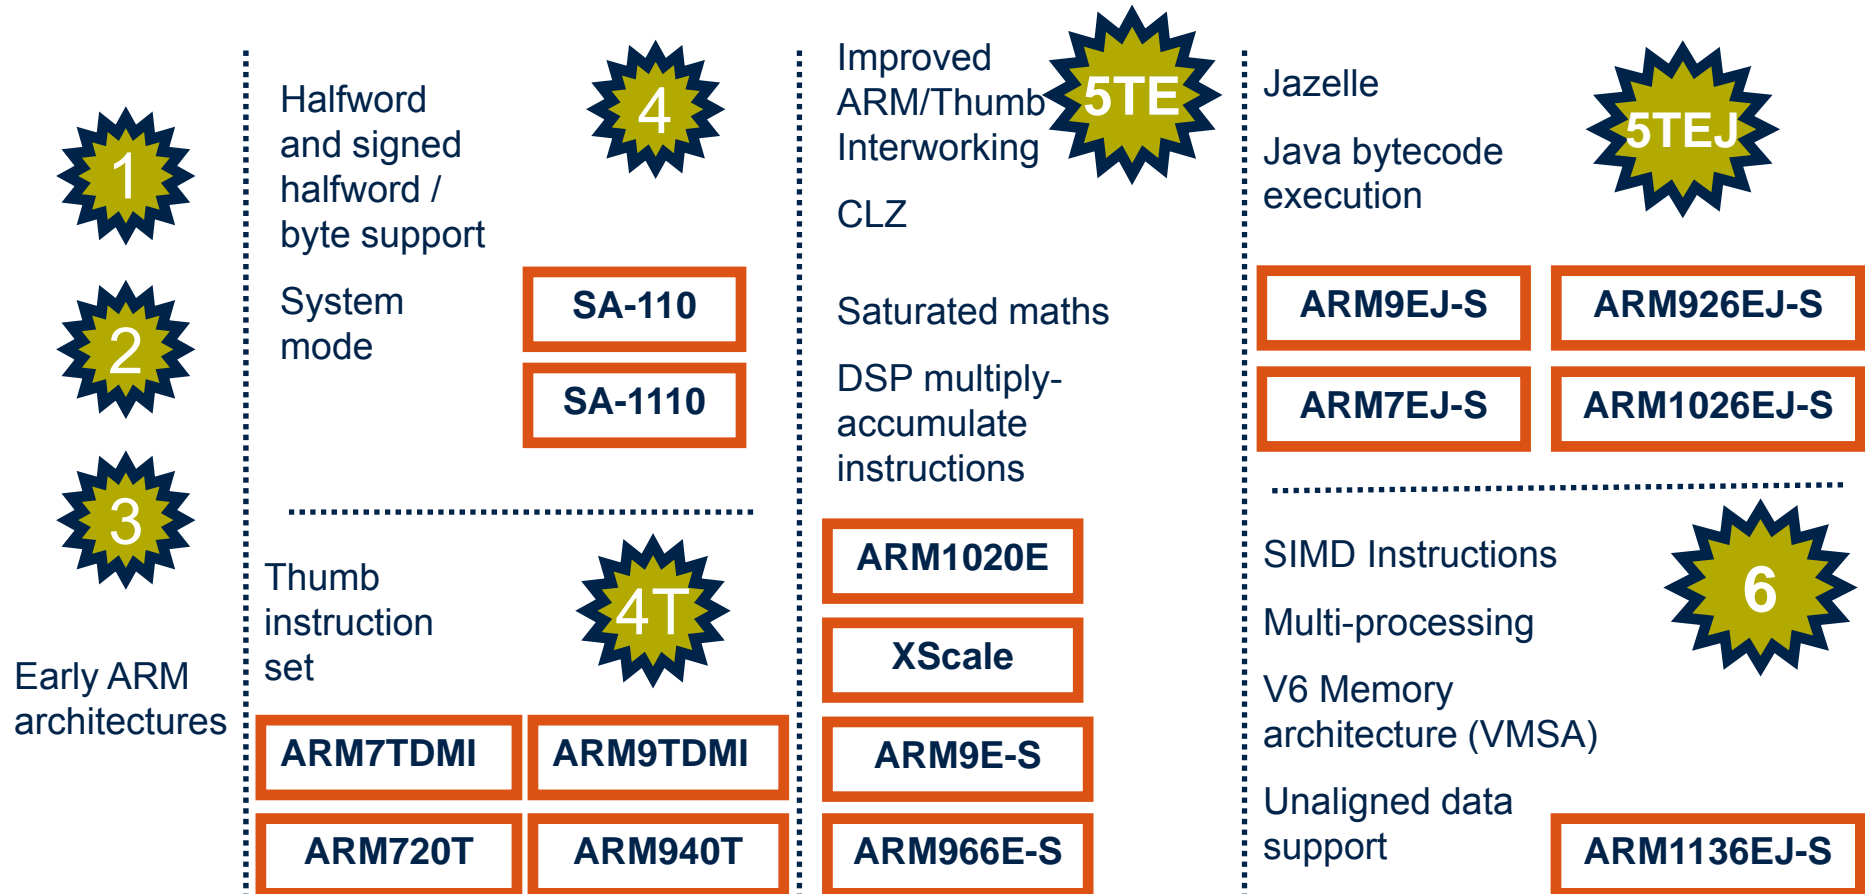 1
2
3
Early ARM
architectures
Halfword
and signed
halfword /
byte support
System
mode
4
SA-110
SA-1110
Thumb
instruction
set
4T
ARM7TDMI
ARM9TDMI
ARM720T
ARM940T
Improved
ARM/Thumb
Interworking
CLZ
5TE
Saturated maths
DSP multiply-
accumulate
instructions
ARM1020E
XScale
ARM9E-S
ARM966E-S
Jazelle
Java bytecode
execution
5TEJ
ARM9EJ-S
ARM926EJ-S
ARM7EJ-S
ARM1026EJ-S
SIMD Instructions
Multi-processing
V6 Memory
architecture (VMSA)
Unaligned data
support
6
ARM1136EJ-S